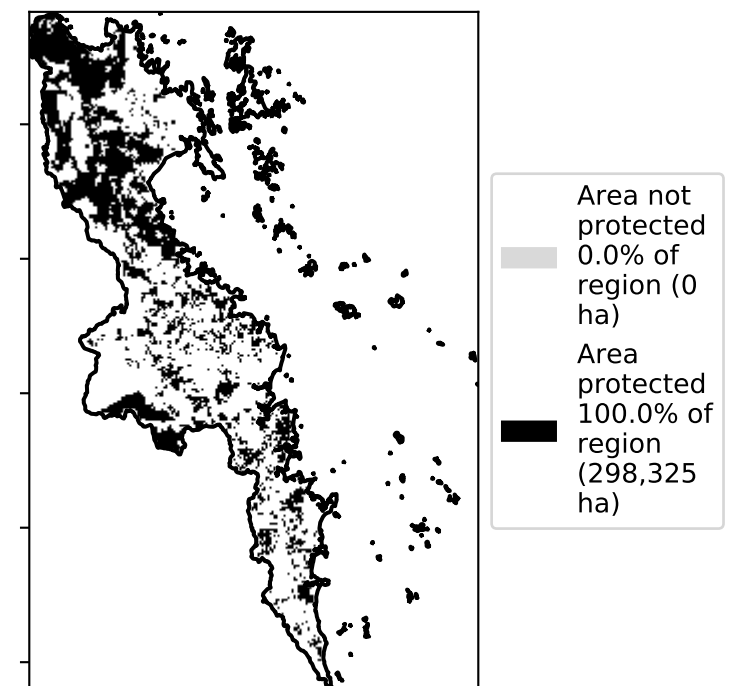 Area not
protected
0.0% of
region (0
ha)
Area
protected
100.0% of
region
(298,325
ha)